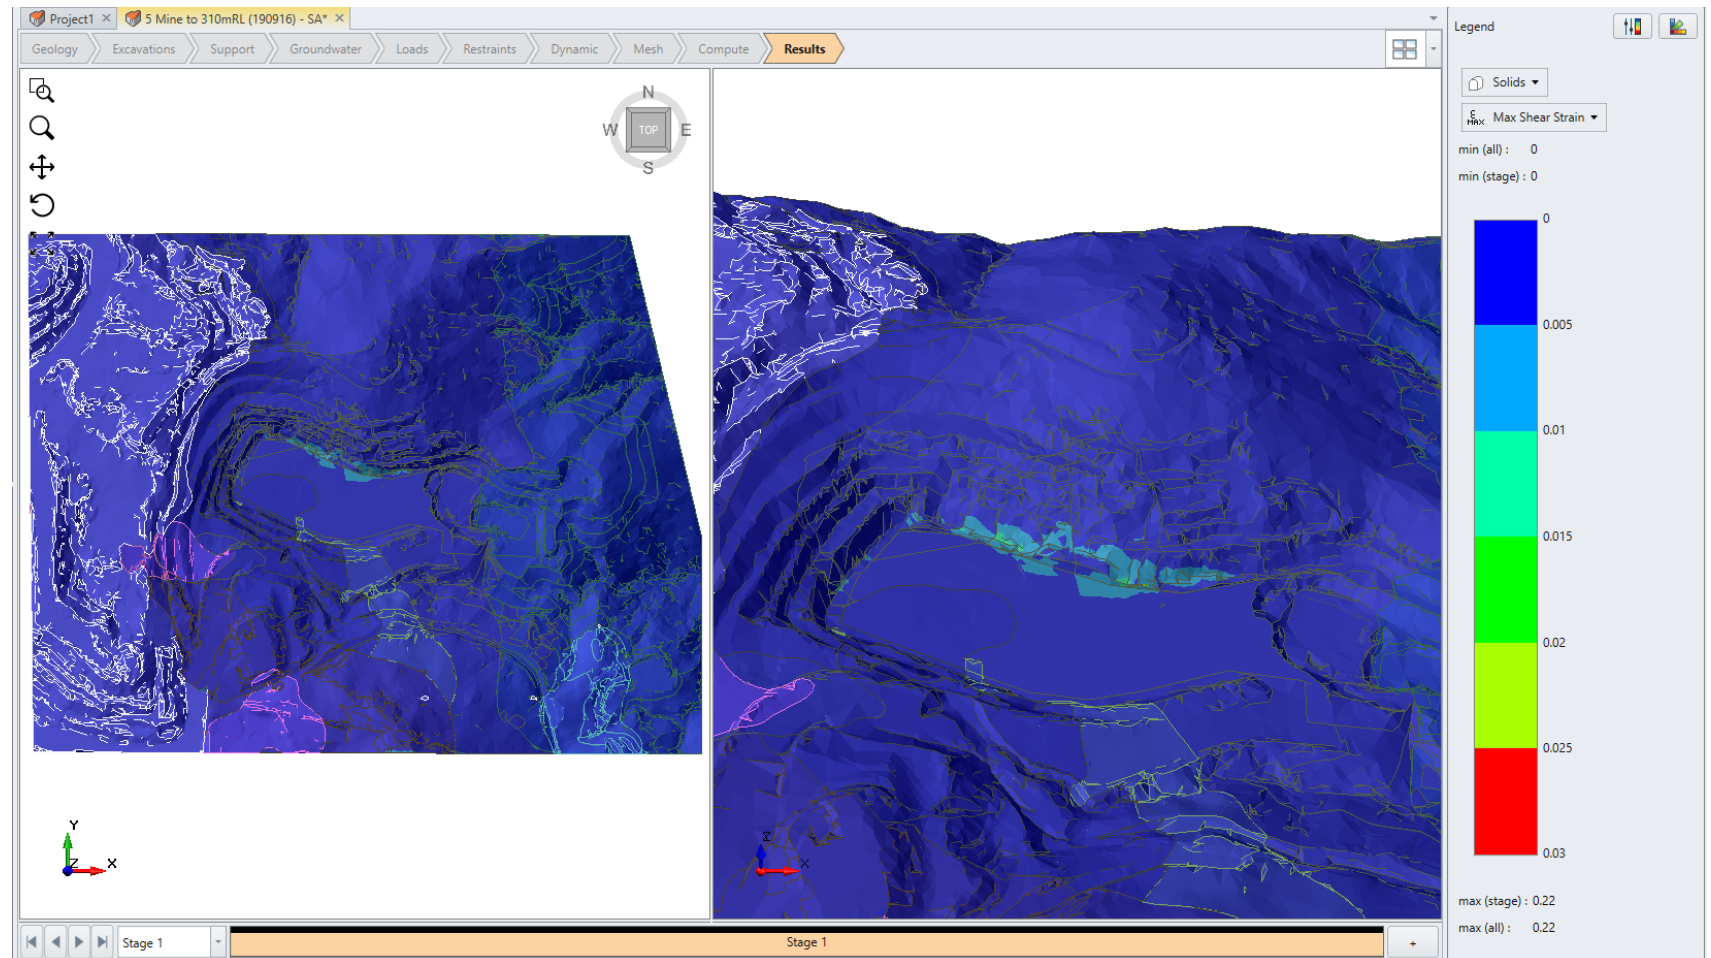 Project1
5 Mine to 310mRL (190916) - SA*
Legend
Geology Excavations Support Groundwater Loads Restraints Dynamic Mesh Compute Results
Solids
N
W TOP E
S
εMAX Max Shear Strain
min (all) : 0
min (stage) : 0
0
0.005
0.01
0.015
0.02
0.025
0.03
Y
Z X
Z
X
max (stage) : 0.22
max (all) : 0.22
Stage 1
Stage 1
+